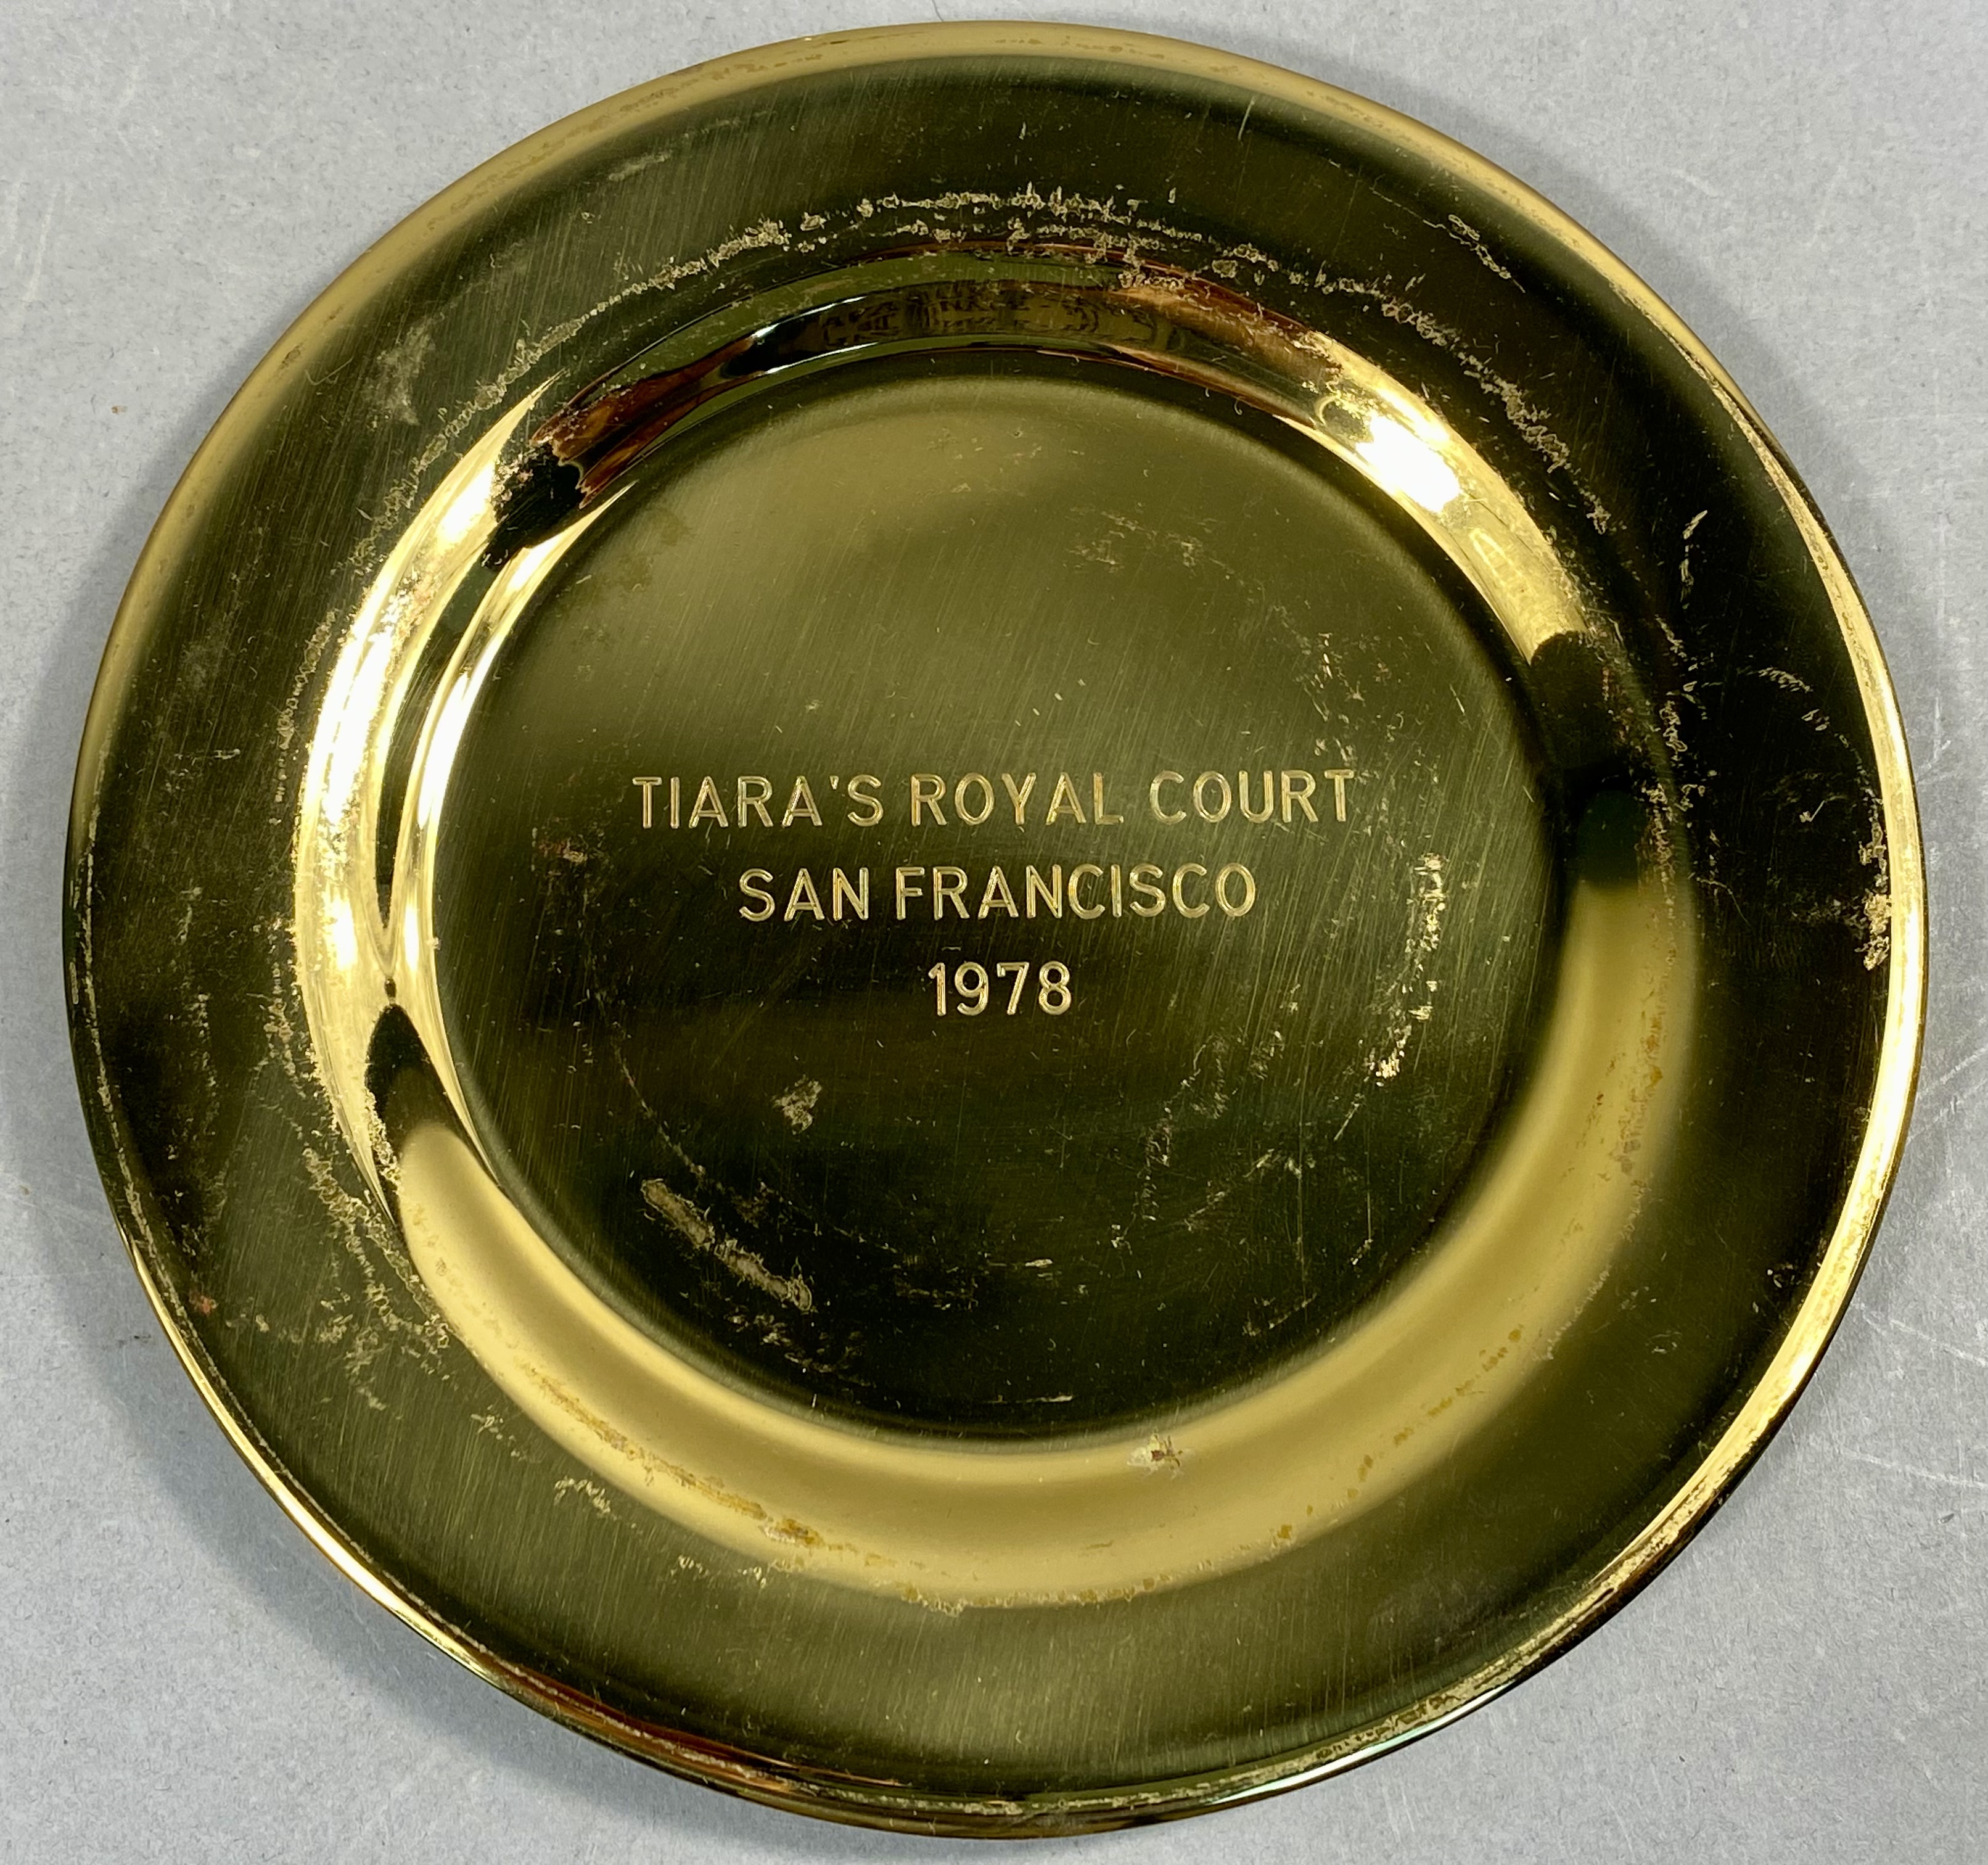 TIARA'S ROYAL COURT
SAN FRANCISCO
1978